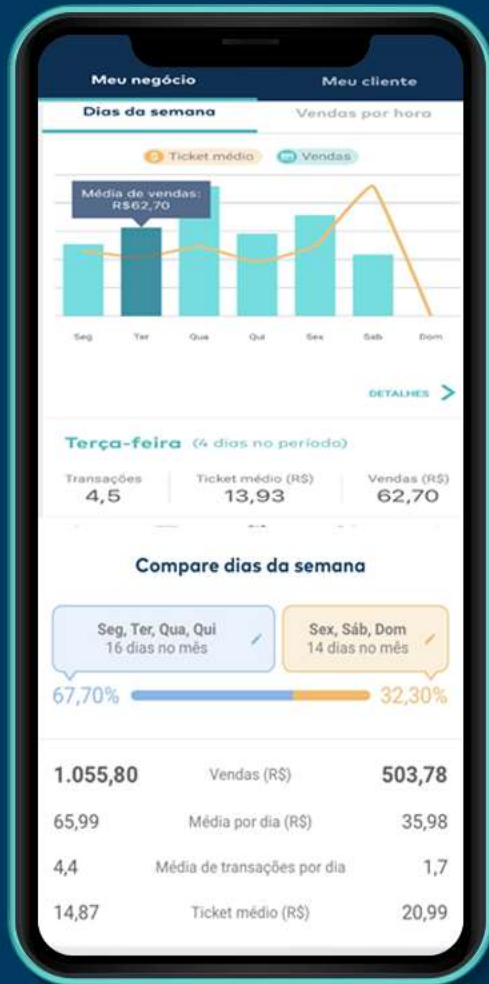 Meu negócio
Meu cliente
Dias da semana
Vendas por hora
$ Ticket médio
Vendas
Média de vendas:
R$62,70
Seg Ter Qua Qui Sex Sáb Dom
DETALHES
Terça-feira (4 dias no período)
Transações
4,5
Ticket médio (R$)
13,93
Vendas (R$)
62,70
Compare dias da semana
Seg, Ter, Qua, Qui
16 dias no mês
Sex, Sáb, Dom
14 dias no mês
67,70%
32,30%
1.055,80 Vendas (R$) 503,78
65,99 Média por dia (R$) 35,98
4,4 Média de transações por dia 1,7
14,87 Ticket médio (R$) 20,99